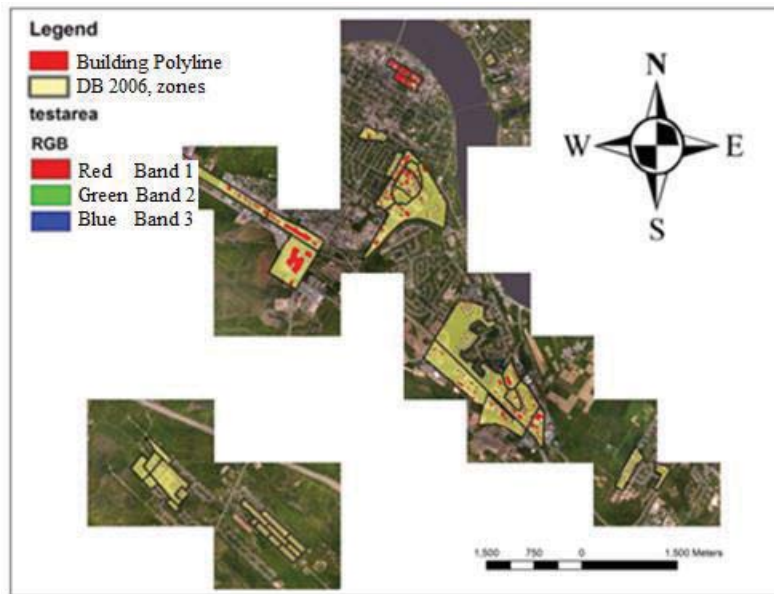 Legend
Building Polyline
DB 2006, zones
testarea
RGB
Red Band 1
Green Band 2
Blue Band 3
N
W E
S
1,500 750 0 1.500 Meters